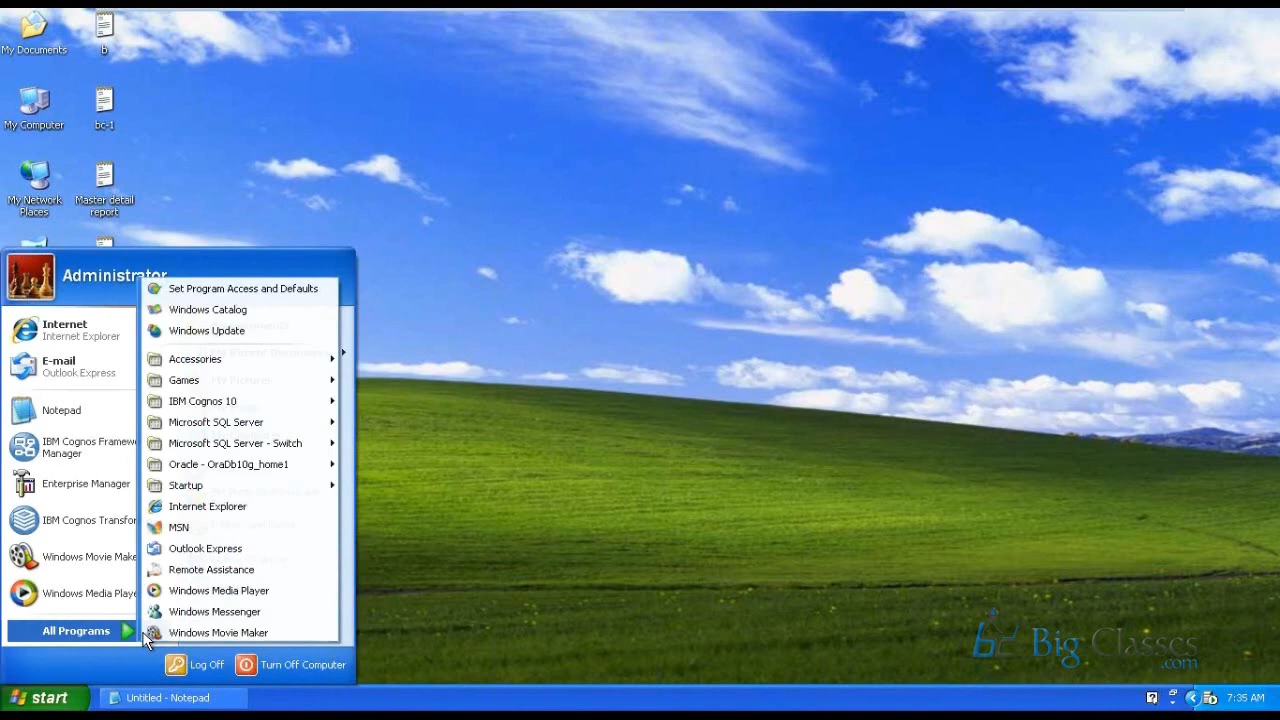 My Documents
b
My Computer
bc-1
My Network
Places
Master detail
report
Administrator
Internet
Internet Explorer
E-mail
Outlook Express
Notepad
IBM Cognos Framew
Manager
Enterprise Manager
IBM Cognos Transfor
Windows Movie Make
Windows Media Playe
All Programs
Set Program Access and Defaults
Windows Catalog
Windows Update
Accessories
Games
IBM Cognos 10
Microsoft SQL Server
Microsoft SQL Server - Switch
Oracle - OraDb10g_home1
Startup
Internet Explorer
MSN
Outlook Express
Remote Assistance
Windows Media Player
Windows Messenger
Windows Movie Maker
Log Off
Turn Off Computer
Big Classes
.com
start
Untitled - Notepad
7:35 AM